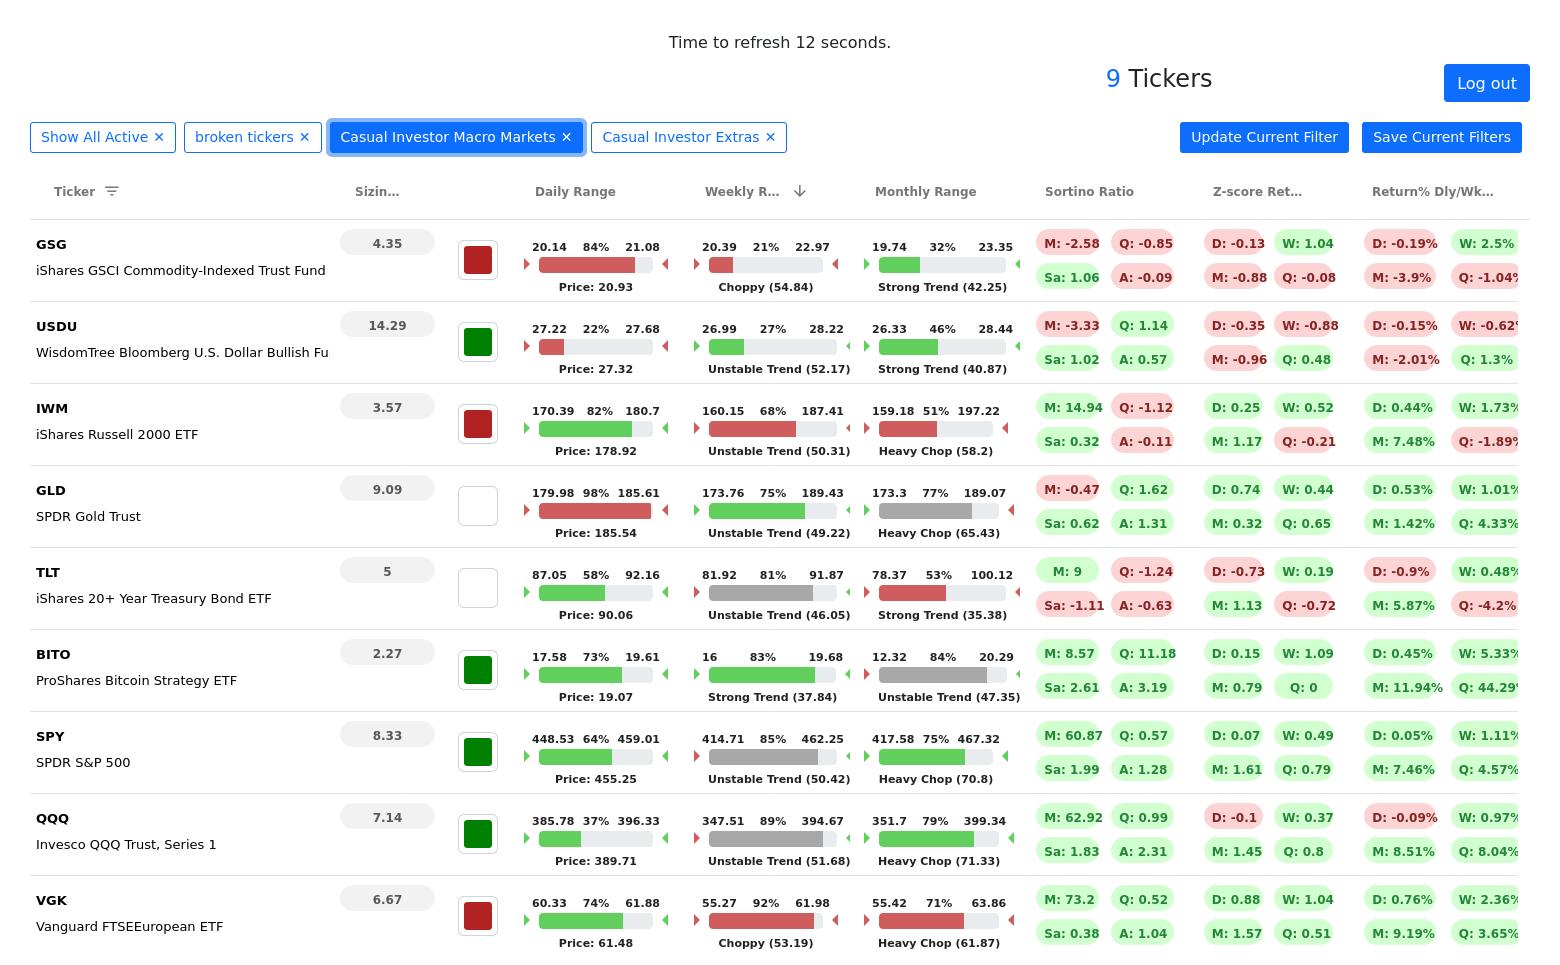 Time to refresh 12 seconds.
9 Tickers
Log out
Show All Active ✕ broken tickers ✕ Casual Investor Macro Markets ✕ Casual Investor Extras ✕ Update Current Filter Save Current Filters
Ticker Sizin... Daily Range Weekly R... Monthly Range Sortino Ratio Z-score Ret... Return% Dly/Wk...
GSG 4.35 20.14 84% 21.08 20.39 21% 22.97 19.74 32% 23.35 M: -2.58 Q: -0.85 D: -0.13 W: 1.04 D: -0.19% W: 2.5%
iShares GSCI Commodity-Indexed Trust Fund Sa: 1.06 A: -0.09 M: -0.88 Q: -0.08 M: -3.9% Q: -1.04%
Price: 20.93 Choppy (54.84) Strong Trend (42.25)
USDU 14.29 27.22 22% 27.68 26.99 27% 28.22 26.33 46% 28.44 M: -3.33 Q: 1.14 D: -0.35 W: -0.88 D: -0.15% W: -0.62%
WisdomTree Bloomberg U.S. Dollar Bullish Fu Sa: 1.02 A: 0.57 M: -0.96 Q: 0.48 M: -2.01% Q: 1.3%
Price: 27.32 Unstable Trend (52.17) Strong Trend (40.87)
IWM 3.57 170.39 82% 180.7 160.15 68% 187.41 159.18 51% 197.22 M: 14.94 Q: -1.12 D: 0.25 W: 0.52 D: 0.44% W: 1.73%
iShares Russell 2000 ETF Sa: 0.32 A: -0.11 M: 1.17 Q: -0.21 M: 7.48% Q: -1.89%
Price: 178.92 Unstable Trend (50.31) Heavy Chop (58.2)
GLD 9.09 179.98 98% 185.61 173.76 75% 189.43 173.3 77% 189.07 M: -0.47 Q: 1.62 D: 0.74 W: 0.44 D: 0.53% W: 1.01%
SPDR Gold Trust Sa: 0.62 A: 1.31 M: 0.32 Q: 0.65 M: 1.42% Q: 4.33%
Price: 185.54 Unstable Trend (49.22) Heavy Chop (65.43)
TLT 5 87.05 58% 92.16 81.92 81% 91.87 78.37 53% 100.12 M: 9 Q: -1.24 D: -0.73 W: 0.19 D: -0.9% W: 0.48%
iShares 20+ Year Treasury Bond ETF Sa: -1.11 A: -0.63 M: 1.13 Q: -0.72 M: 5.87% Q: -4.2%
Price: 90.06 Unstable Trend (46.05) Strong Trend (35.38)
BITO 2.27 17.58 73% 19.61 16 83% 19.68 12.32 84% 20.29 M: 8.57 Q: 11.18 D: 0.15 W: 1.09 D: 0.45% W: 5.33%
ProShares Bitcoin Strategy ETF Sa: 2.61 A: 3.19 M: 0.79 Q: 0 M: 11.94% Q: 44.29%
Price: 19.07 Strong Trend (37.84) Unstable Trend (47.35)
SPY 8.33 448.53 64% 459.01 414.71 85% 462.25 417.58 75% 467.32 M: 60.87 Q: 0.57 D: 0.07 W: 0.49 D: 0.05% W: 1.11%
SPDR S&P 500 Sa: 1.99 A: 1.28 M: 1.61 Q: 0.79 M: 7.46% Q: 4.57%
Price: 455.25 Unstable Trend (50.42) Heavy Chop (70.8)
QQQ 7.14 385.78 37% 396.33 347.51 89% 394.67 351.7 79% 399.34 M: 62.92 Q: 0.99 D: -0.1 W: 0.37 D: -0.09% W: 0.97%
Invesco QQQ Trust, Series 1 Sa: 1.83 A: 2.31 M: 1.45 Q: 0.8 M: 8.51% Q: 8.04%
Price: 389.71 Unstable Trend (51.68) Heavy Chop (71.33)
VGK 6.67 60.33 74% 61.88 55.27 92% 61.98 55.42 71% 63.86 M: 73.2 Q: 0.52 D: 0.88 W: 1.04 D: 0.76% W: 2.36%
Vanguard FTSEEuropean ETF Sa: 0.38 A: 1.04 M: 1.57 Q: 0.51 M: 9.19% Q: 3.65%
Price: 61.48 Choppy (53.19) Heavy Chop (61.87)